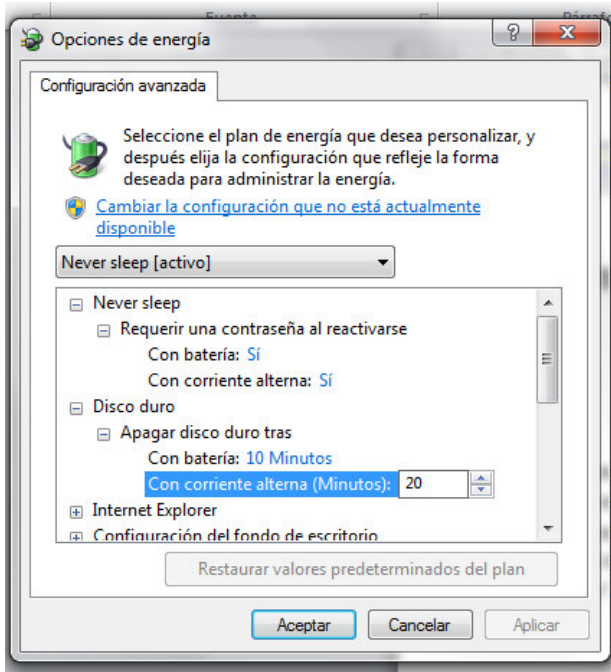 Fuente
Opciones de energía
Configuración avanzada
Seleccione el plan de energía que desea personalizar, y
después elija la configuración que refleje la forma
deseada para administrar la energía.
Cambiar la configuración que no está actualmente
disponible
Never sleep [activo]
Never sleep
Requerir una contraseña al reactivarse
Con batería: Sí
Con corriente alterna: Sí
Disco duro
Apagar disco duro tras
Con batería: 10 Minutos
Con corriente alterna (Minutos): 20
Internet Explorer
Configuración del fondo de escritorio
Restaurar valores predeterminados del plan
Aceptar Cancelar Aplicar